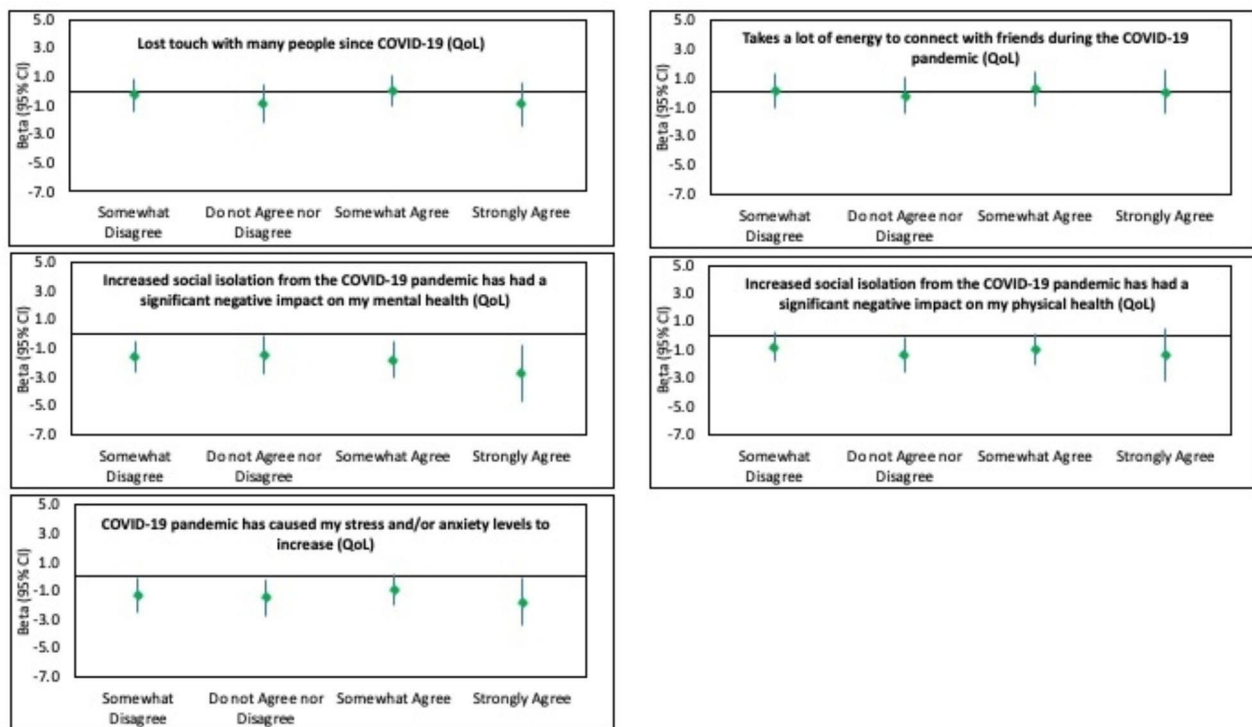 Lost touch with many people since COVID-19 (QoL)
Beta (95% CI)
5.0
3.0
1.0
-1.0
-3.0
-5.0
-7.0
Somewhat Do not Agree nor Somewhat Agree Strongly Agree
Disagree Disagree
Takes a lot of energy to connect with friends during the COVID-19
pandemic (QoL)
Beta (95% CI)
5.0
3.0
1.0
-1.0
-3.0
-5.0
-7.0
Somewhat Do not Agree nor Somewhat Agree Strongly Agree
Disagree Disagree
Increased social isolation from the COVID-19 pandemic has had a
significant negative impact on my mental health (QoL)
Beta (95% CI)
5.0
3.0
1.0
-1.0
-3.0
-5.0
-7.0
Somewhat Do not Agree nor Somewhat Agree Strongly Agree
Disagree Disagree
Increased social isolation from the COVID-19 pandemic has had a
significant negative impact on my physical health (QoL)
Beta (95% CI)
5.0
3.0
1.0
-1.0
-3.0
-5.0
-7.0
Somewhat Do not Agree nor Somewhat Agree Strongly Agree
Disagree Disagree
COVID-19 pandemic has caused my stress and/or anxiety levels to
increase (QoL)
Beta (95% CI)
5.0
3.0
1.0
-1.0
-3.0
-5.0
-7.0
Somewhat Do not Agree nor Somewhat Agree Strongly Agree
Disagree Disagree